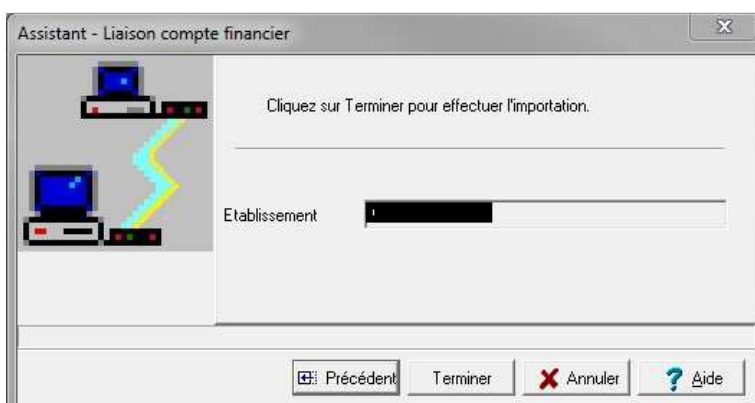 Assistant - Liaison compte financier
Cliquez sur Terminer pour effectuer l'importation.
Etablissement
Précédent
Terminer
Annuler
Aide